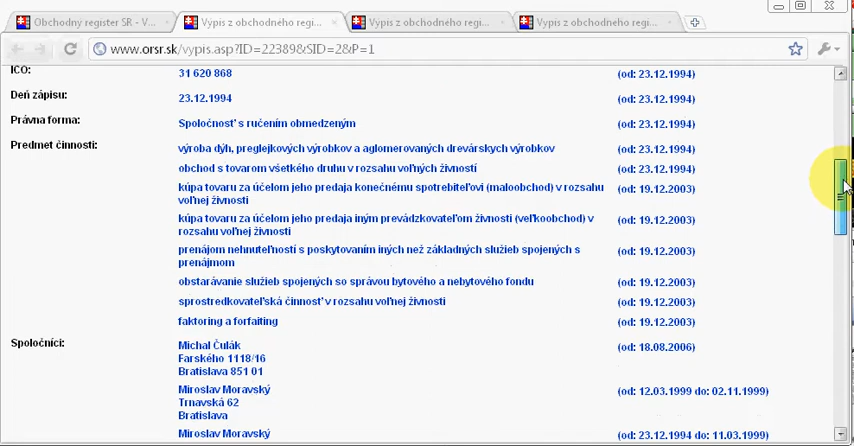 Obchodný register SR - V...
Výpis z obchodného regi...
Výpis z obchodného regi...
Výpis z obchodného regi...
www.orsr.sk/vypis.asp?ID=22389&SID=2&P=1
IČO:
31 620 868
(od: 23.12.1994)
Deň zápisu:
23.12.1994
(od: 23.12.1994)
Právna forma:
Spoločnosť s ručením obmedzeným
(od: 23.12.1994)
Predmet činnosti:
výroba dýh, preglejkových výrobkov a aglomerovaných drevárskych výrobkov
(od: 23.12.1994)
obchod s tovarom všetkého druhu v rozsahu voľných živností
(od: 23.12.1994)
kúpa tovaru za účelom jeho predaja konečnému spotrebiteľovi (maloobchod) v rozsahu
voľnej živnosti
(od: 19.12.2003)
kúpa tovaru za účelom jeho predaja iným prevádzkovateľom živnosti (veľkoobchod) v
rozsahu voľnej živnosti
(od: 19.12.2003)
prenájom nehnuteľností s poskytovaním iných než základných služieb spojených s
prenájmom
(od: 19.12.2003)
obstarávanie služieb spojených so správou bytového a nebytového fondu
(od: 19.12.2003)
sprostredkovateľská činnosť v rozsahu voľnej živnosti
(od: 19.12.2003)
faktoring a forfaiting
(od: 19.12.2003)
Spoločníci:
Michal Čulák
Farského 1118/16
Bratislava 851 01
(od: 18.08.2006)
Miroslav Moravský
Trnavská 62
Bratislava
(od: 12.03.1999 do: 02.11.1999)
Miroslav Moravský
(od: 23.12.1994 do: 11.03.1999)